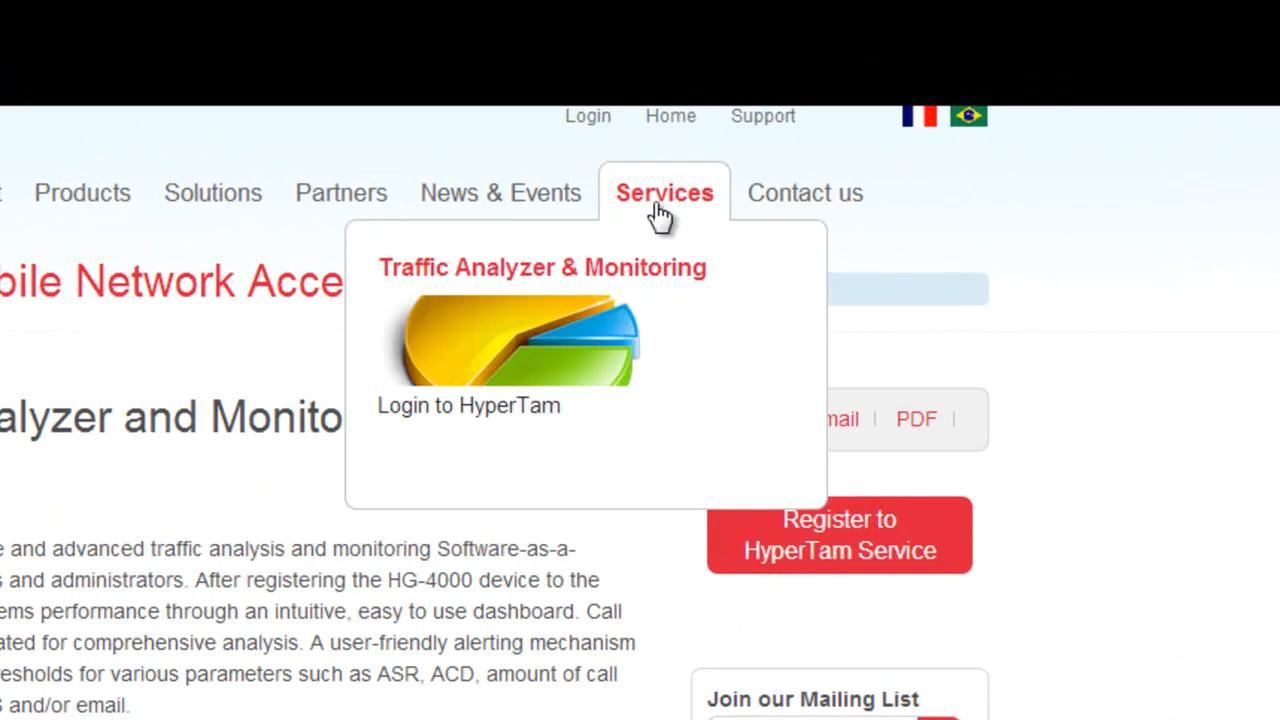 Login Home Support
Products Solutions Partners News & Events Services Contact us
Traffic Analyzer & Monitoring
bile Network Acce
Login to HyperTam
alyzer and Monito
mail | PDF |
Register to
HyperTam Service
e and advanced traffic analysis and monitoring Software-as-a-
s and administrators. After registering the HG-4000 device to the
ems performance through an intuitive, easy to use dashboard. Call
ated for comprehensive analysis. A user-friendly alerting mechanism
resholds for various parameters such as ASR, ACD, amount of call
S and/or email.
Join our Mailing List